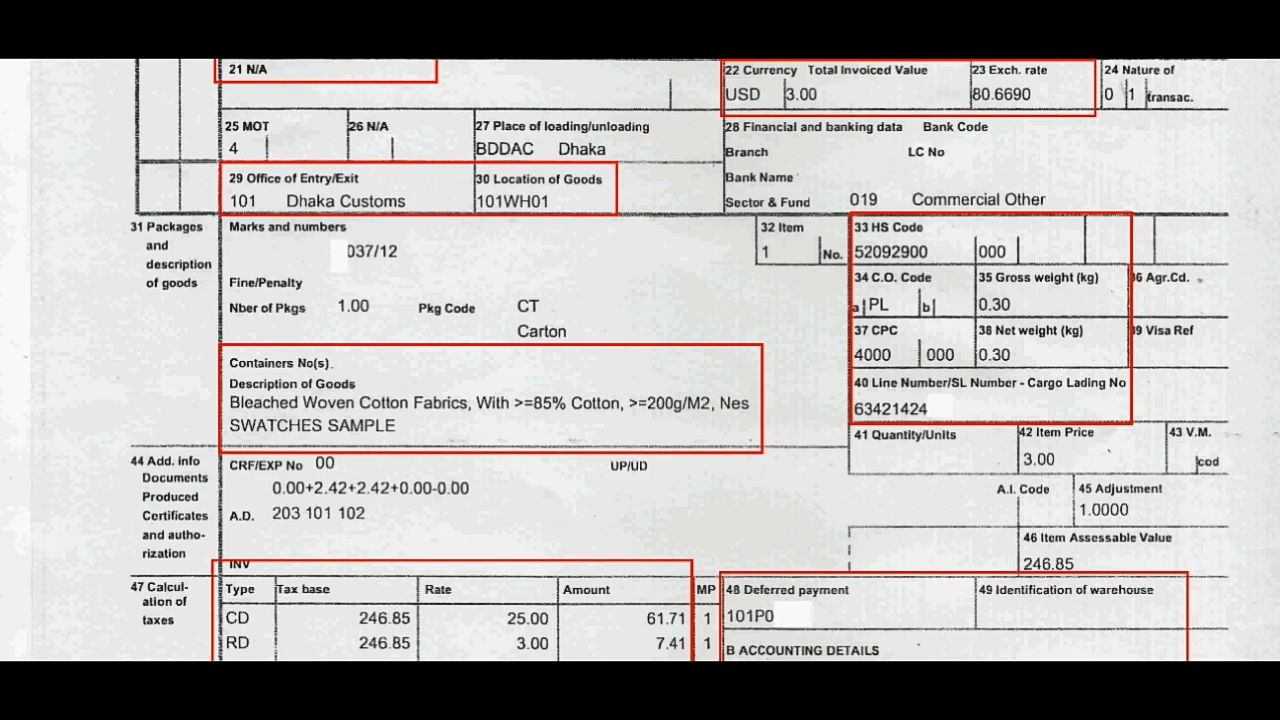 21 N/A
22 Currency Total Invoiced Value 23 Exch. rate 24 Nature of
USD 3.00 80.6690 0 1 transac.
25 MOT 26 N/A 27 Place of loading/unloading 28 Financial and banking data Bank Code
4 BDDAC Dhaka
Branch LC No
29 Office of Entry/Exit 30 Location of Goods Bank Name
101 Dhaka Customs 101WH01 Sector & Fund 019 Commercial Other
31 Packages and description of goods
Marks and numbers 32 Item 33 HS Code
037/12 1 No. 52092900 000
Fine/Penalty 34 C.O. Code 35 Gross weight (kg) 36 Agr.Cd.
Nber of Pkgs 1.00 Pkg Code CT a PL b 0.30
Carton 37 CPC 38 Net weight (kg) 39 Visa Ref
4000 000 0.30
Containers No(s).
Description of Goods 40 Line Number/SL Number - Cargo Lading No
Bleached Woven Cotton Fabrics, With >=85% Cotton, >=200g/M2, Nes 63421424
SWATCHES SAMPLE 41 Quantity/Units 42 Item Price 43 V.M.
3.00 cod
44 Add. info Documents Produced Certificates and autho-rization
CRF/EXP No 00 UP/UD
0.00+2.42+2.42+0.00-0.00 A.I. Code 45 Adjustment
A.D. 203 101 102 1.0000
46 Item Assessable Value
INV 246.85
47 Calcul-ation of taxes
Type Tax base Rate Amount MP 48 Deferred payment 49 Identification of warehouse
CD 246.85 25.00 61.71 1 101P0
RD 246.85 3.00 7.41 1 B ACCOUNTING DETAILS